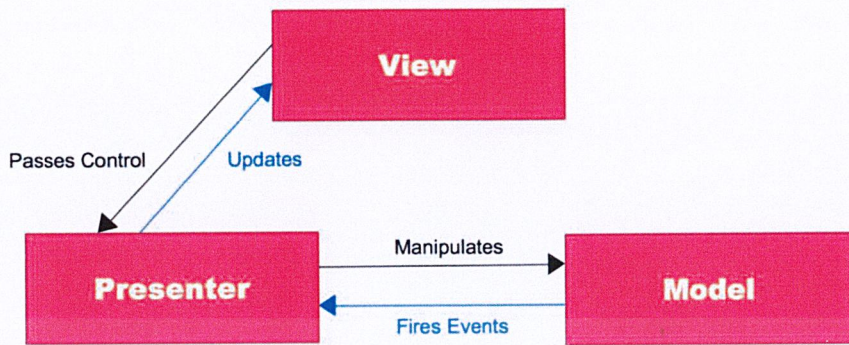 View
Passes Control
Updates
Presenter
Manipulates
Fires Events
Model